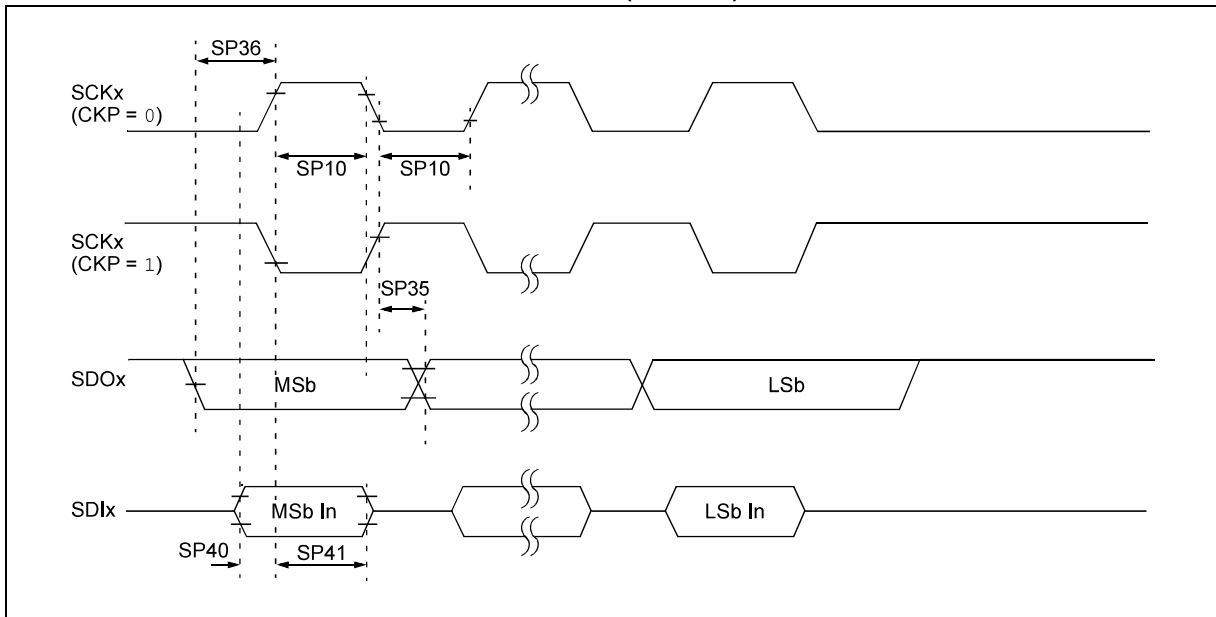 SP36
SCKx
(CKP = 0)
SP10
SP10
SCKx
(CKP = 1)
SP35
SDOx
MSb
LSb
SDIx
MSb In
LSb In
SP40
SP41